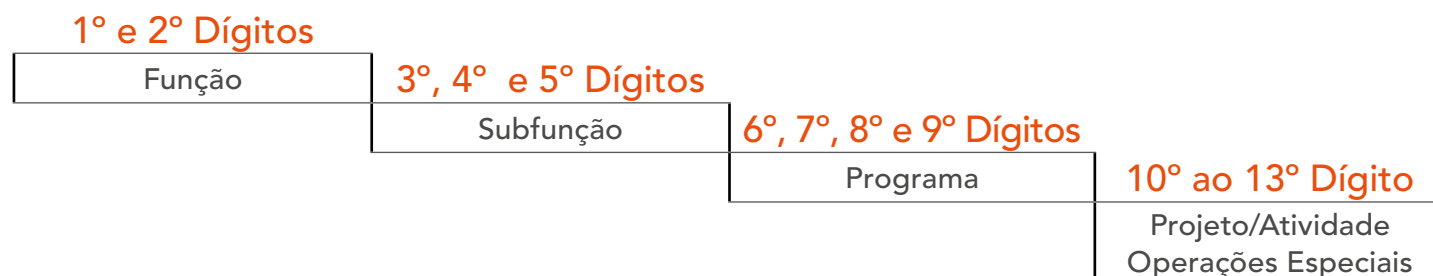 1º e 2º Dígitos
Função
3º, 4º e 5º Dígitos
Subfunção
6º, 7º, 8º e 9º Dígitos
Programa
10º ao 13º Dígito
Projeto/Atividade
Operações Especiais